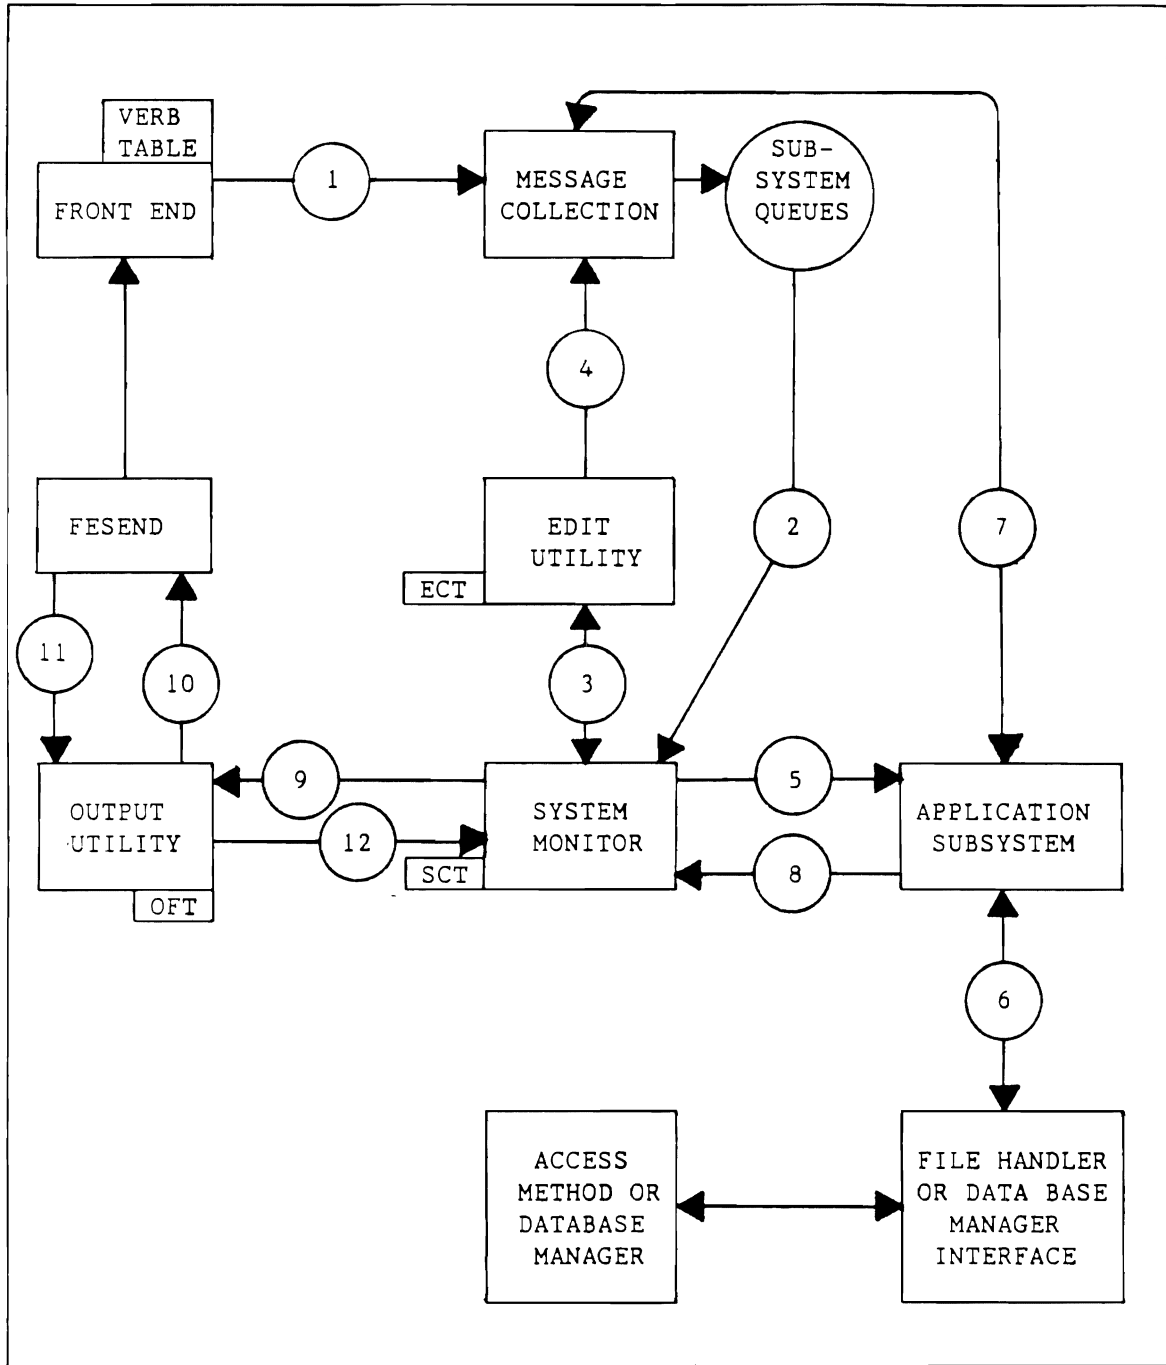 VERB
TABLE
FRONT END
1
MESSAGE
COLLECTION
SUB-
SYSTEM
QUEUES
4
FESEND
EDIT
UTILITY
ECT
2
7
11
10
3
9
12
OUTPUT
UTILITY
OFT
SYSTEM
MONITOR
SCT
5
8
APPLICATION
SUBSYSTEM
6
ACCESS
METHOD OR
DATABASE
MANAGER
FILE HANDLER
OR DATA BASE
MANAGER
INTERFACE